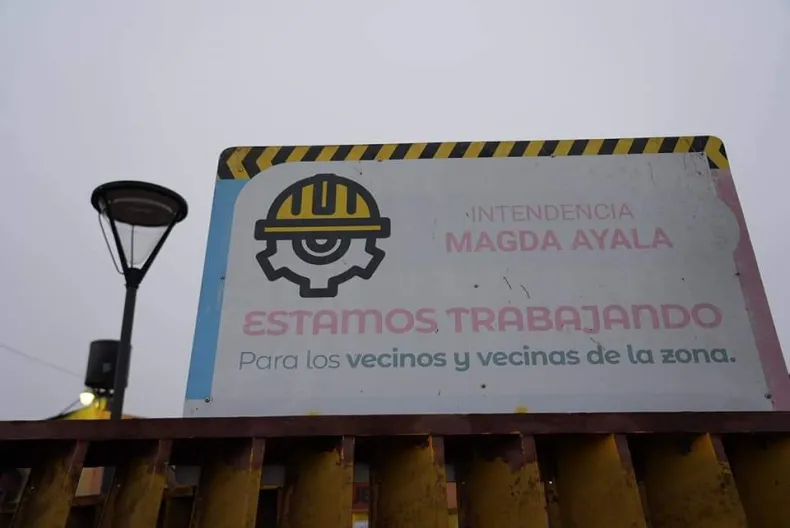 INTENDENCIA
MAGDA AYALA
ESTAMOS TRABAJANDO
Para los vecinos y vecinas de la zona.